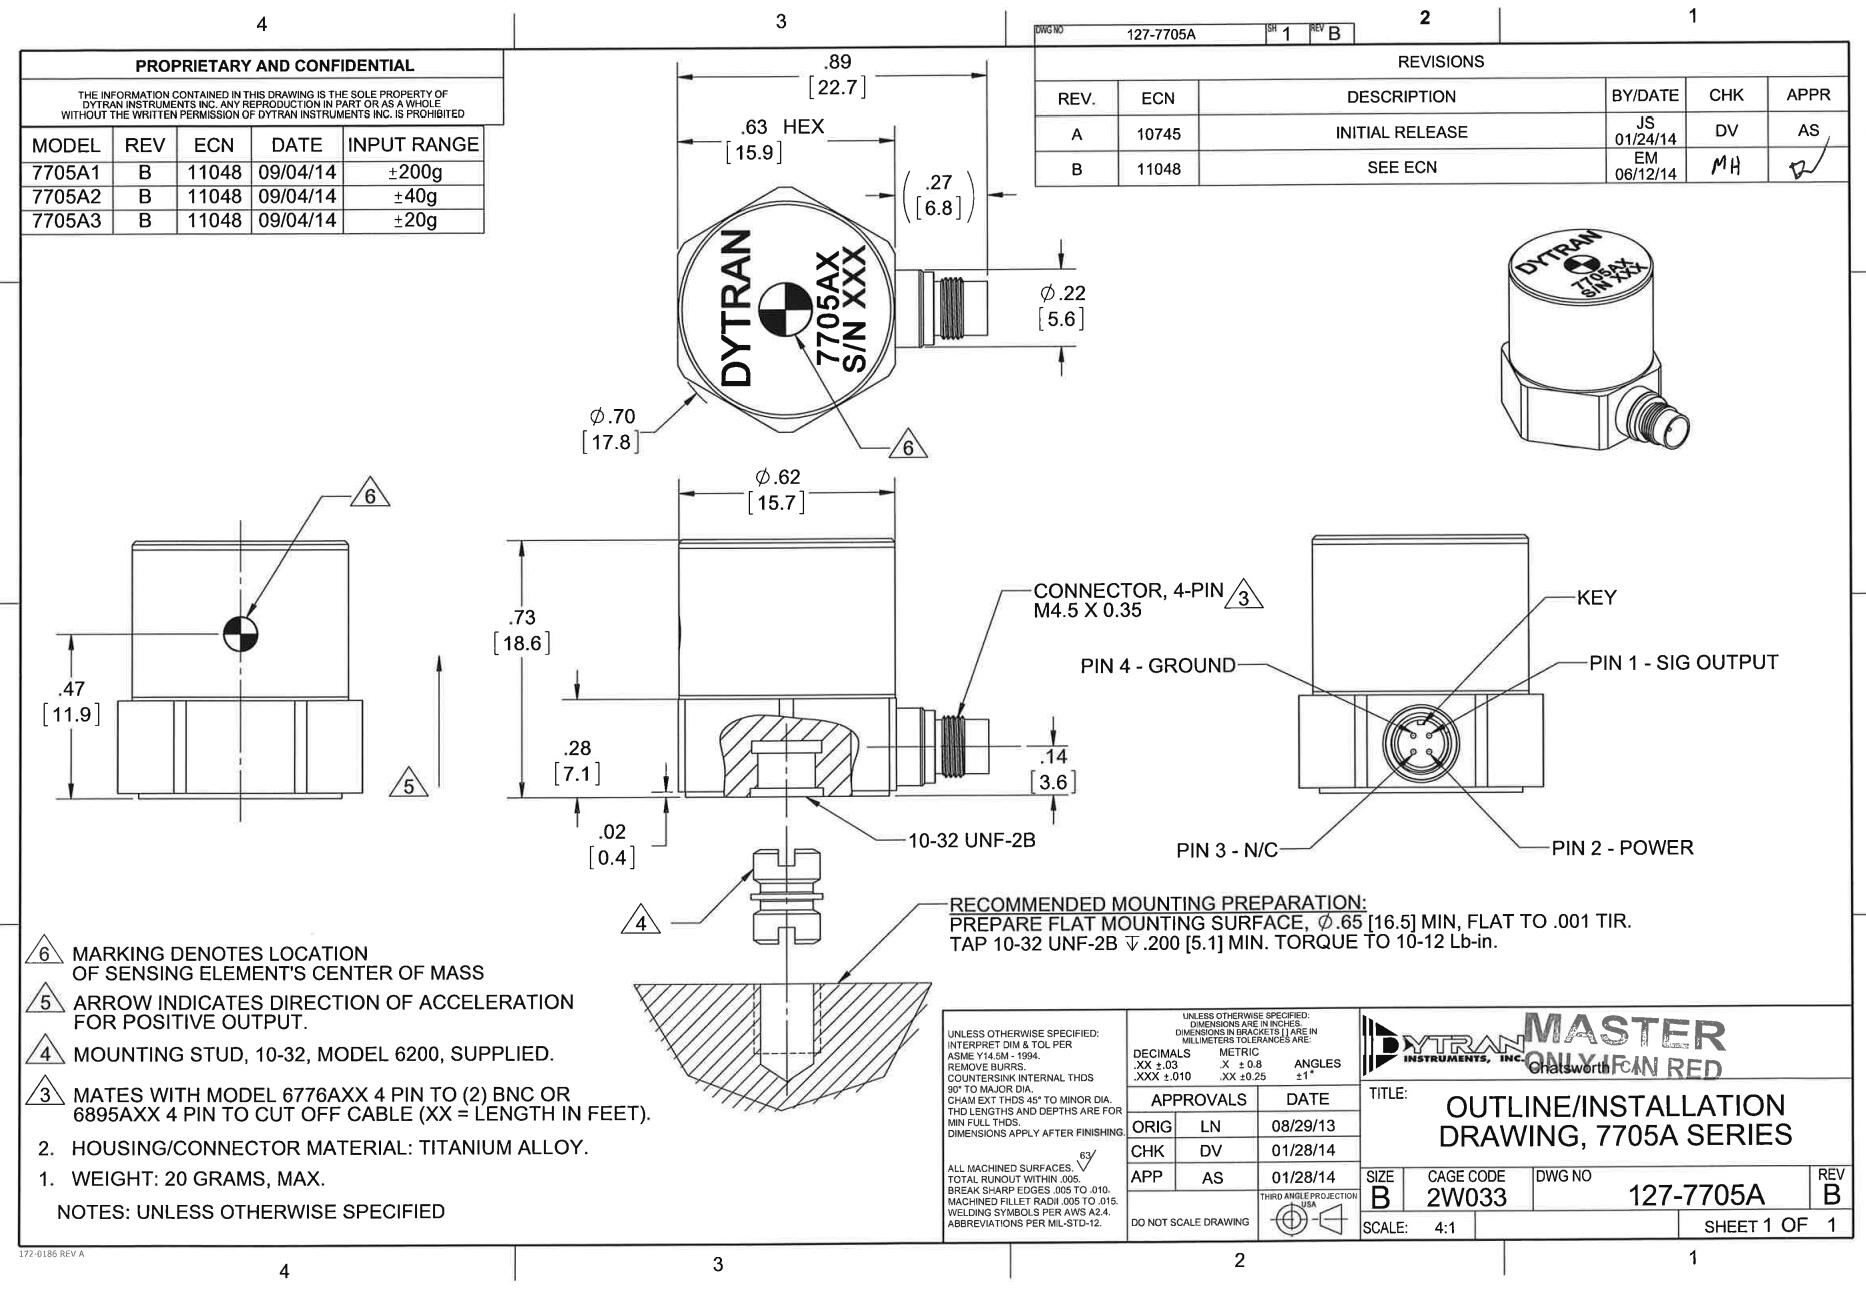 4
3
2
1
DWG NO
127-7705A
SH 1
REV B
PROPRIETARY AND CONFIDENTIAL
THE INFORMATION CONTAINED IN THIS DRAWING IS THE SOLE PROPERTY OF
DYTRAN INSTRUMENTS INC. ANY REPRODUCTION IN PART OR AS A WHOLE
WITHOUT THE WRITTEN PERMISSION OF DYTRAN INSTRUMENTS INC. IS PROHIBITED
MODEL REV ECN DATE INPUT RANGE
7705A1 B 11048 09/04/14 ±200g
7705A2 B 11048 09/04/14 ±40g
7705A3 B 11048 09/04/14 ±20g
REVISIONS
REV. ECN DESCRIPTION BY/DATE CHK APPR
A 10745 INITIAL RELEASE JS 01/24/14 DV AS
B 11048 SEE ECN EM 06/12/14 MH
.89
[22.7]
.63 HEX
[15.9]
(.27
[6.8])
⌀.22
[5.6]
DYTRAN
7705AX
S/N XXX
⌀.70
[17.8]
6
DYTRAN
7705AX
S/N XXX
⌀.62
[15.7]
6
.47
[11.9]
5
.73
[18.6]
.28
[7.1]
.02
[0.4]
.14
[3.6]
CONNECTOR, 4-PIN 3
M4.5 X 0.35
10-32 UNF-2B
4
KEY
PIN 4 - GROUND
PIN 1 - SIG OUTPUT
PIN 3 - N/C
PIN 2 - POWER
RECOMMENDED MOUNTING PREPARATION:
PREPARE FLAT MOUNTING SURFACE, ⌀.65 [16.5] MIN, FLAT TO .001 TIR.
TAP 10-32 UNF-2B ↧.200 [5.1] MIN. TORQUE TO 10-12 Lb-in.
6 MARKING DENOTES LOCATION
OF SENSING ELEMENT'S CENTER OF MASS
5 ARROW INDICATES DIRECTION OF ACCELERATION
FOR POSITIVE OUTPUT.
4 MOUNTING STUD, 10-32, MODEL 6200, SUPPLIED.
3 MATES WITH MODEL 6776AXX 4 PIN TO (2) BNC OR
6895AXX 4 PIN TO CUT OFF CABLE (XX = LENGTH IN FEET).
2. HOUSING/CONNECTOR MATERIAL: TITANIUM ALLOY.
1. WEIGHT: 20 GRAMS, MAX.
NOTES: UNLESS OTHERWISE SPECIFIED
172-0186 REV A
UNLESS OTHERWISE SPECIFIED:
INTERPRET DIM & TOL PER
ASME Y14.5M - 1994.
REMOVE BURRS.
COUNTERSINK INTERNAL THDS
90° TO MAJOR DIA.
CHAM EXT THDS 45° TO MINOR DIA.
THD LENGTHS AND DEPTHS ARE FOR
MIN FULL THDS.
DIMENSIONS APPLY AFTER FINISHING.
ALL MACHINED SURFACES. 63
TOTAL RUNOUT WITHIN .005.
BREAK SHARP EDGES .005 TO .010.
MACHINED FILLET RADII .005 TO .015.
WELDING SYMBOLS PER AWS A2.4.
ABBREVIATIONS PER MIL-STD-12.
UNLESS OTHERWISE SPECIFIED:
DIMENSIONS ARE IN INCHES.
DIMENSIONS IN BRACKETS [ ] ARE IN
MILLIMETERS TOLERANCES ARE:
DECIMALS METRIC ANGLES
.XX ±.03 .X ± 0.8 ±1°
.XXX ±.010 .XX ±0.25
APPROVALS DATE
ORIG LN 08/29/13
CHK DV 01/28/14
APP AS 01/28/14
DO NOT SCALE DRAWING
THIRD ANGLE PROJECTION
USA
DYTRAN
INSTRUMENTS, INC.
Chatsworth, CA
MASTER
ONLY IF IN RED
TITLE:
OUTLINE/INSTALLATION
DRAWING, 7705A SERIES
SIZE B
CAGE CODE 2W033
DWG NO 127-7705A
REV B
SCALE: 4:1
SHEET 1 OF 1
4
3
2
1